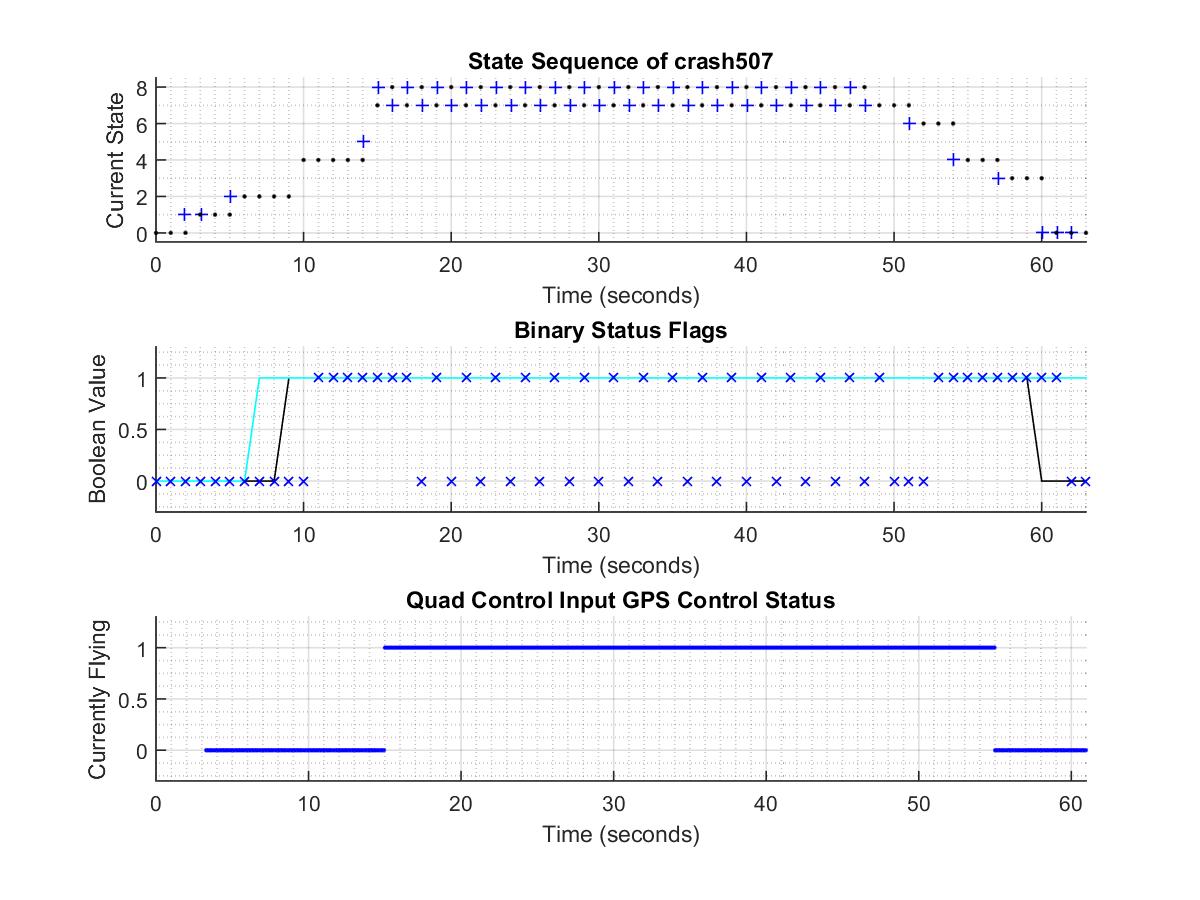 State Sequence of crash507
Current State
8
6
4
2
0
0 10 20 30 40 50 60
Time (seconds)
Binary Status Flags
Boolean Value
1
0.5
0
0 10 20 30 40 50 60
Time (seconds)
Quad Control Input GPS Control Status
Currently Flying
1
0.5
0
0 10 20 30 40 50 60
Time (seconds)